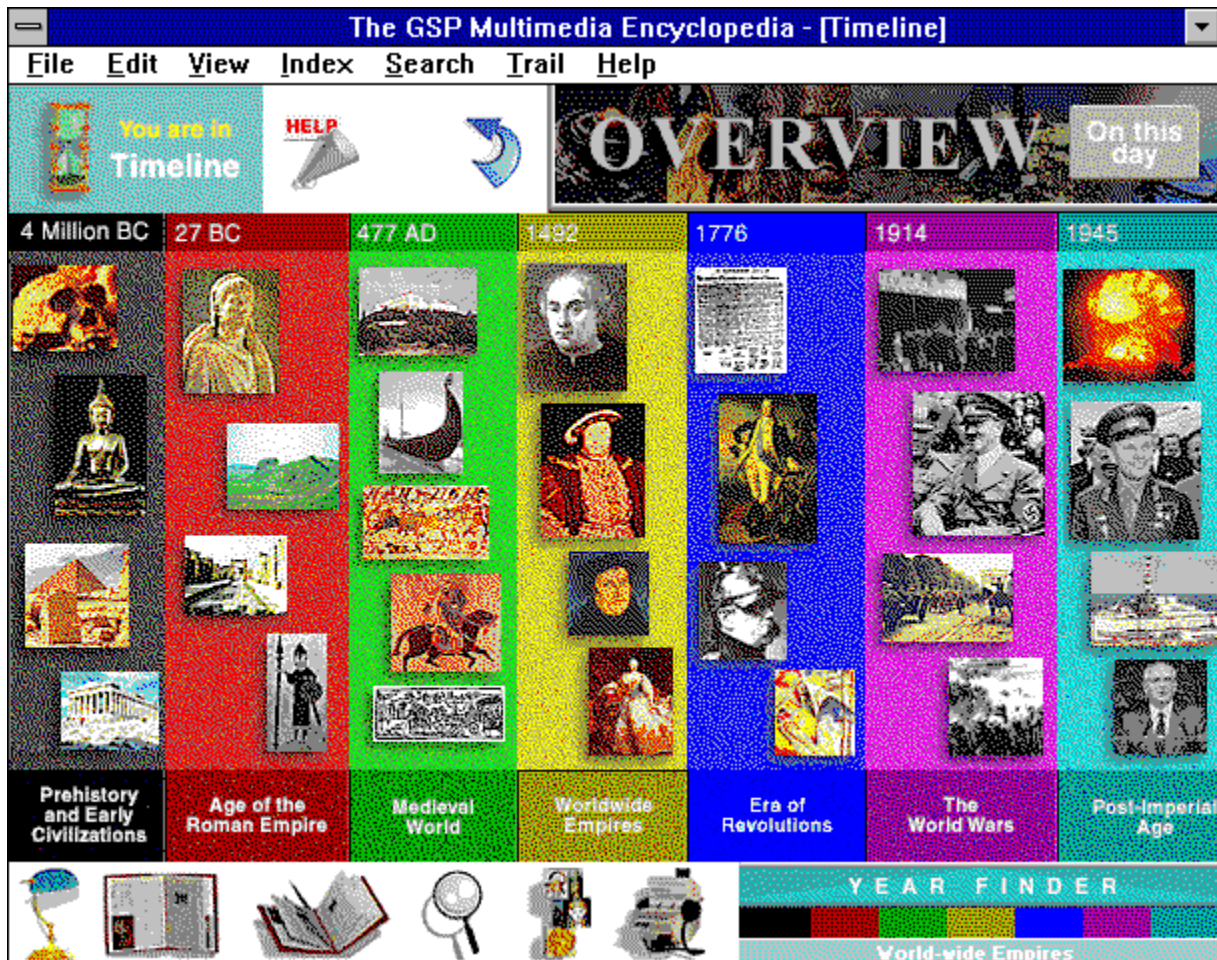 The GSP Multimedia Encyclopedia - [Timeline]
File Edit View Index Search Trail Help
You are in
Timeline
HELP
OVERVIEW
On this
day
4 Million BC
27 BC
477 AD
1492
1776
1914
1945
Prehistory
and Early
Civilizations
Age of the
Roman Empire
Medieval
World
Worldwide
Empires
Era of
Revolutions
The
World Wars
Post-Imperial
Age
YEAR FINDER
World-wide Empires